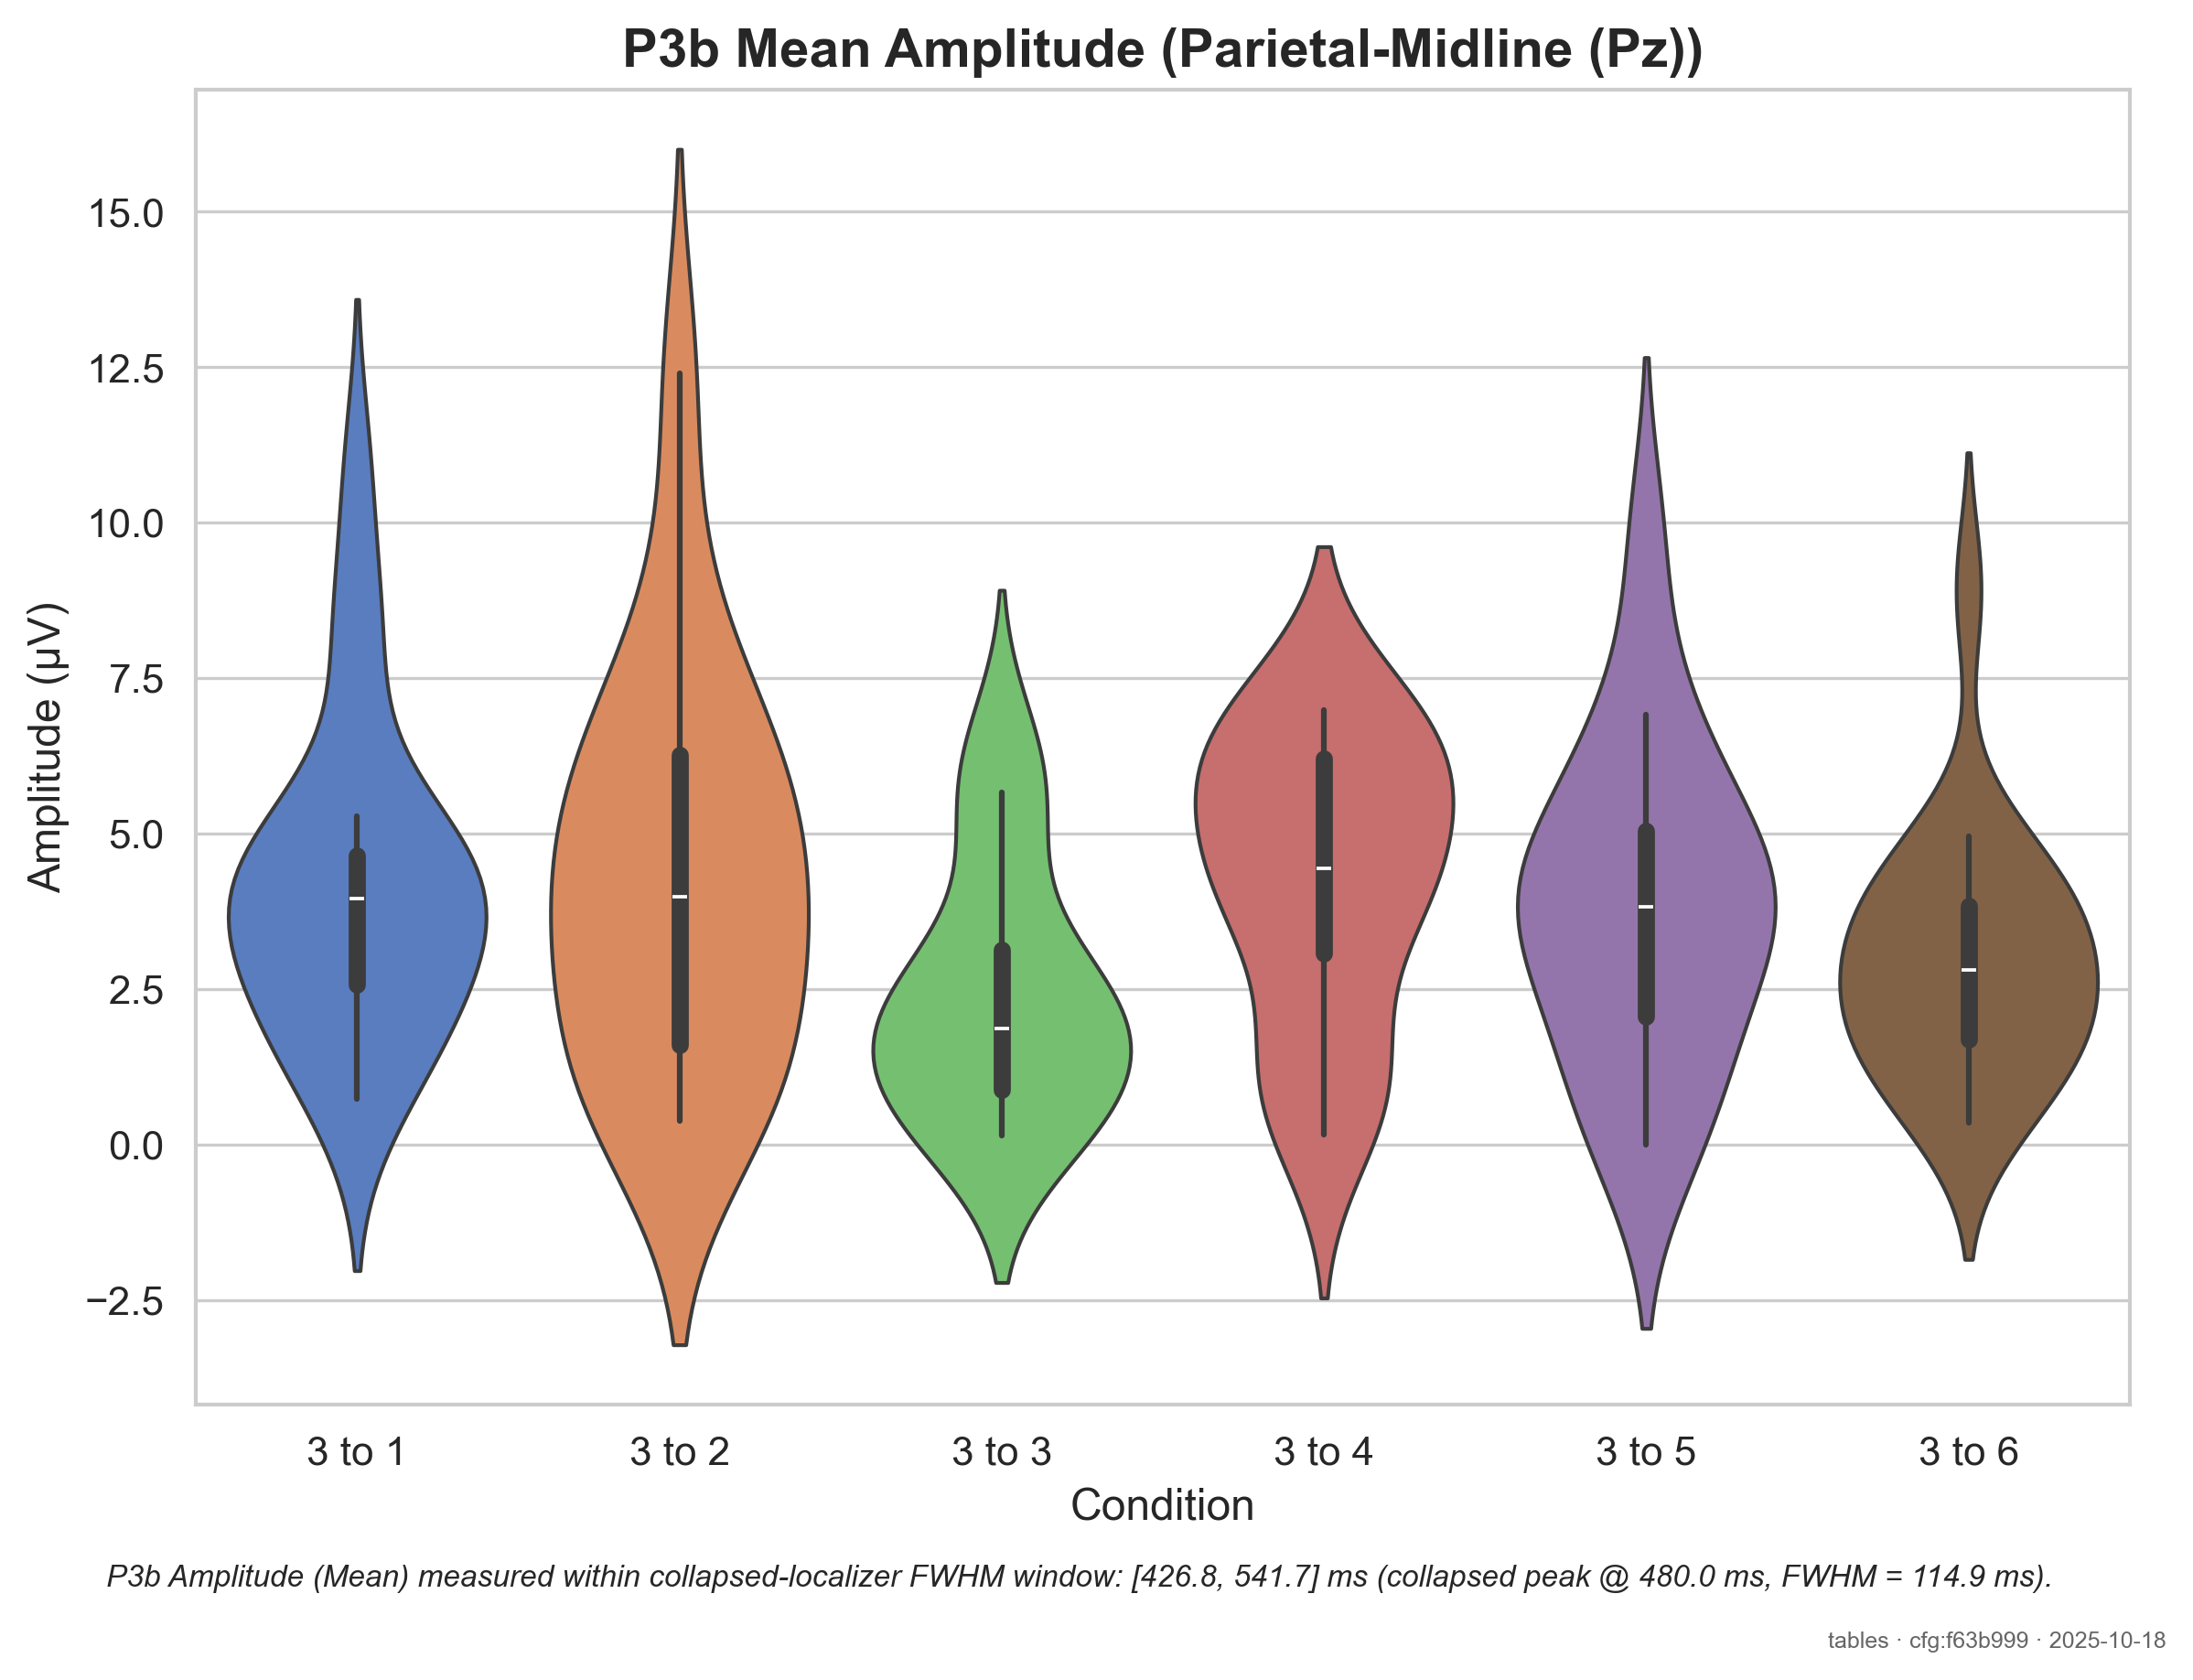 P3b Mean Amplitude (Parietal-Midline (Pz))
Amplitude (µV)
15.0
12.5
10.0
7.5
5.0
2.5
0.0
−2.5
3 to 1 3 to 2 3 to 3 3 to 4 3 to 5 3 to 6
Condition
P3b Amplitude (Mean) measured within collapsed-localizer FWHM window: [426.8, 541.7] ms (collapsed peak @ 480.0 ms, FWHM = 114.9 ms).
tables · cfg:f63b999 · 2025-10-18